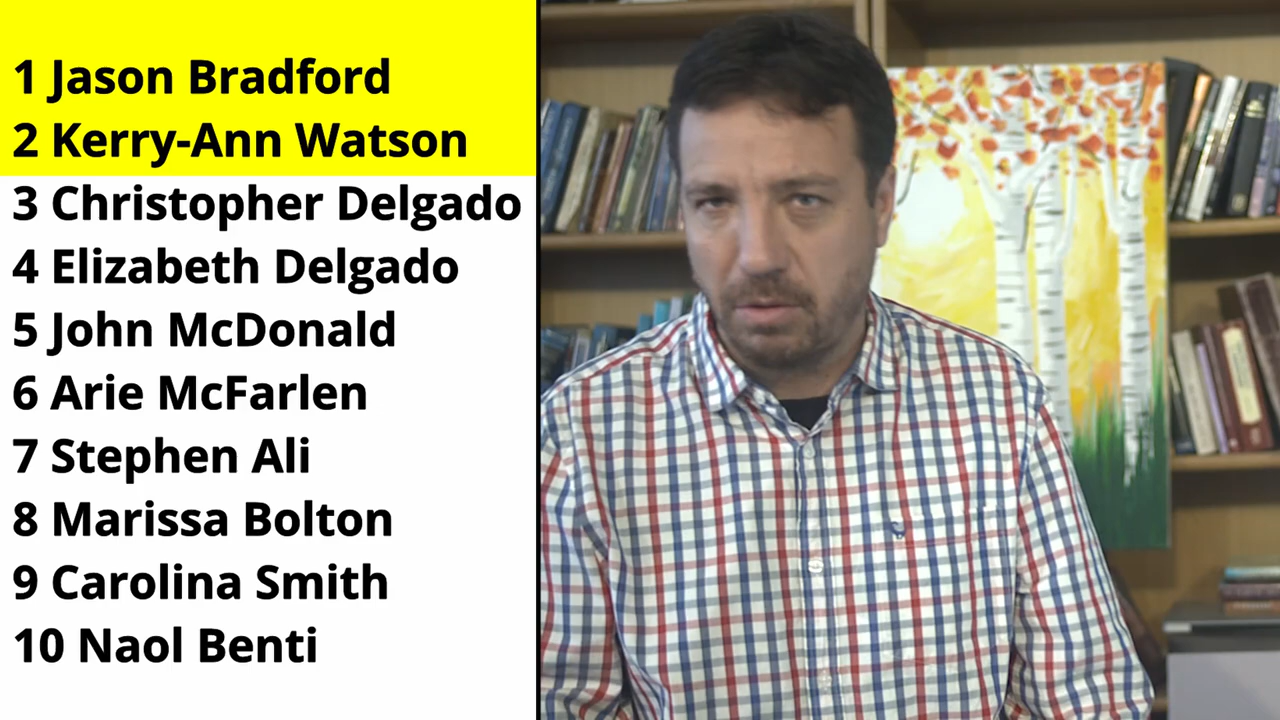 1 Jason Bradford
2 Kerry-Ann Watson
3 Christopher Delgado
4 Elizabeth Delgado
5 John McDonald
6 Arie McFarlen
7 Stephen Ali
8 Marissa Bolton
9 Carolina Smith
10 Naol Benti